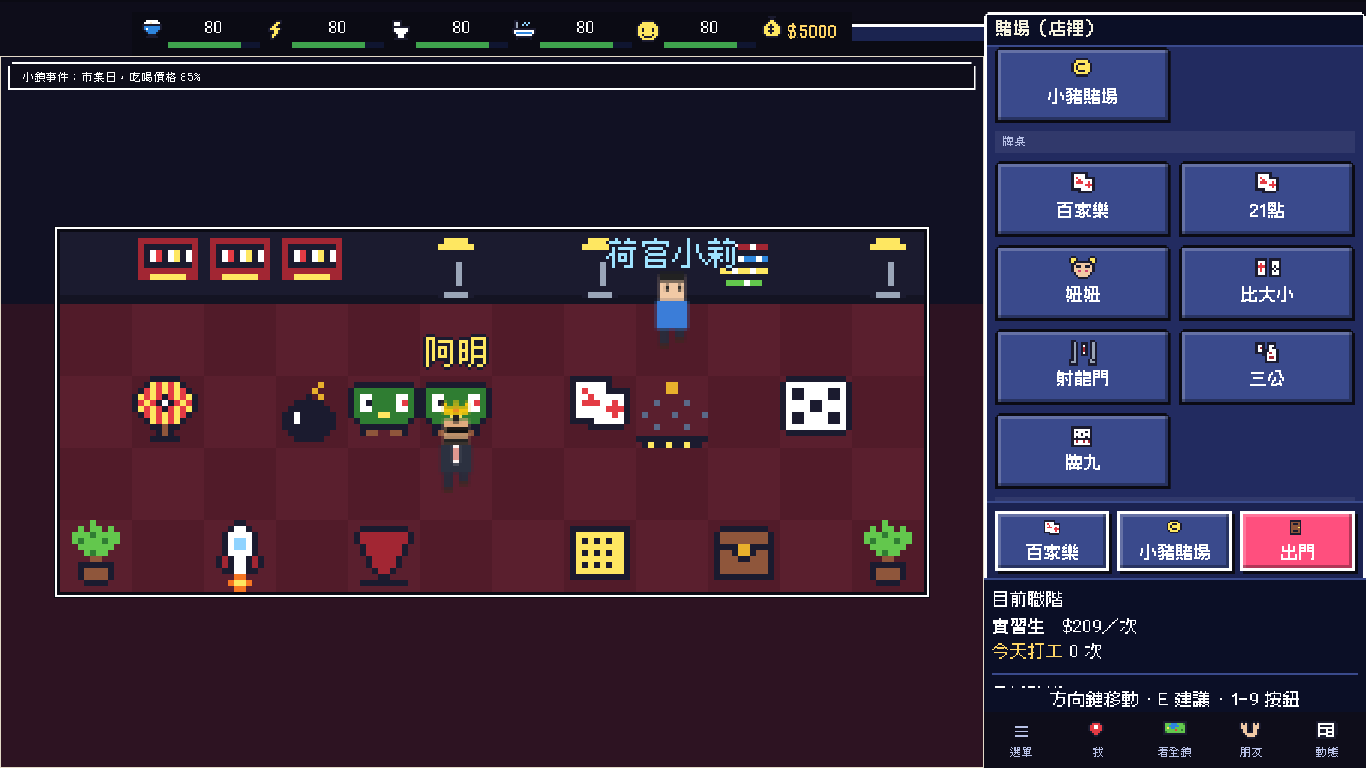 80 80 80 80 80 $5000
小鎮事件：市集日，吃喝價格 85%
荷官小莉
阿明
賭場（店裡）
小豬賭場
牌桌
百家樂 21點
妞妞 比大小
射龍門 三公
牌九
百家樂 小豬賭場 出門
目前職階
實習生 $209／次
今天打工 0 次
方向鍵移動 · E 建議 · 1-9 按鈕
選單 我 看全鎮 朋友 動態